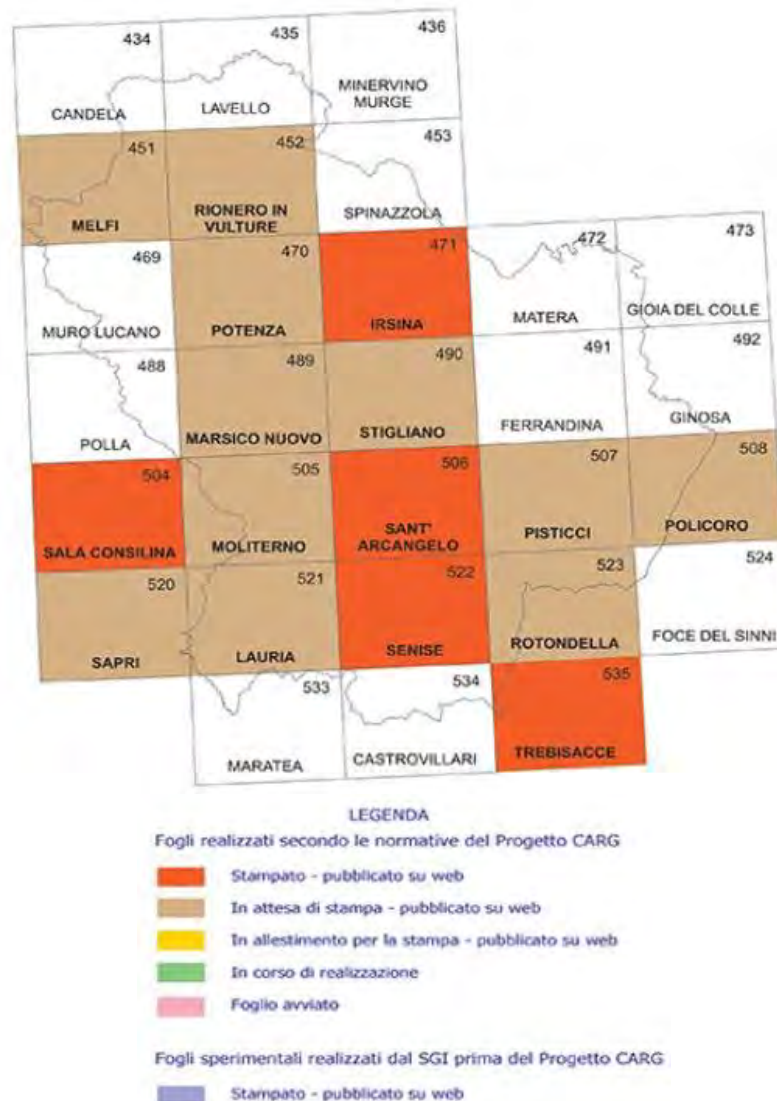 434
435
436
CANDELA
LAVELLO
MINERVINO
MURGE
451
452
453
MELFI
RIONERO IN
VULTURE
SPINAZZOLA
469
470
471
472
473
MURO LUCANO
POTENZA
IRSINA
MATERA
GIOIA DEL COLLE
488
489
490
491
492
POLLA
MARSICO NUOVO
STIGLIANO
FERRANDINA
GINOSA
504
505
506
507
508
SALA CONSILINA
MOLITERNO
SANT'
ARCANGELO
PISTICCI
POLICORO
520
521
522
523
524
SAPRI
LAURIA
SENISE
ROTONDELLA
FOCE DEL SINNI
533
534
535
MARATEA
CASTROVILLARI
TREBISACCE
LEGENDA
Fogli realizzati secondo le normative del Progetto CARG
Stampato - pubblicato su web
In attesa di stampa - pubblicato su web
In allestimento per la stampa - pubblicato su web
In corso di realizzazione
Foglio avviato
Fogli sperimentali realizzati dal SGI prima del Progetto CARG
Stampato - pubblicato su web